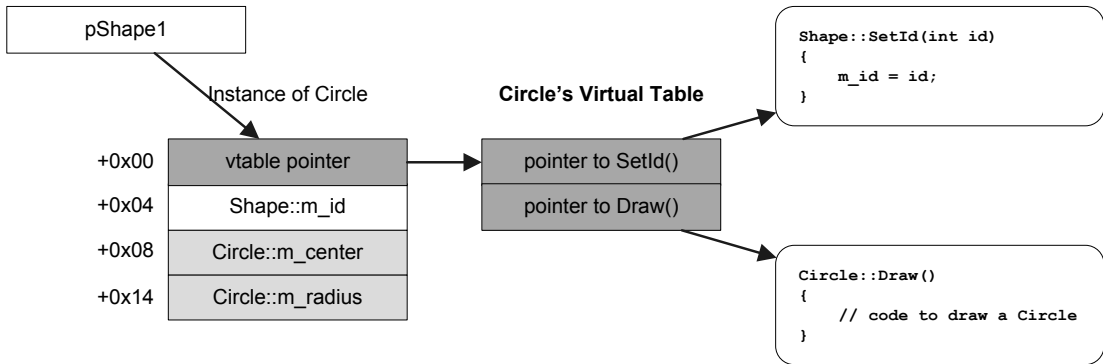 pShape1
Instance of Circle
Circle's Virtual Table
+0x00
vtable pointer
+0x04
Shape::m_id
+0x08
Circle::m_center
+0x14
Circle::m_radius
pointer to SetId()
pointer to Draw()
Shape::SetId(int id)
{
    m_id = id;
}
Circle::Draw()
{
    // code to draw a Circle
}